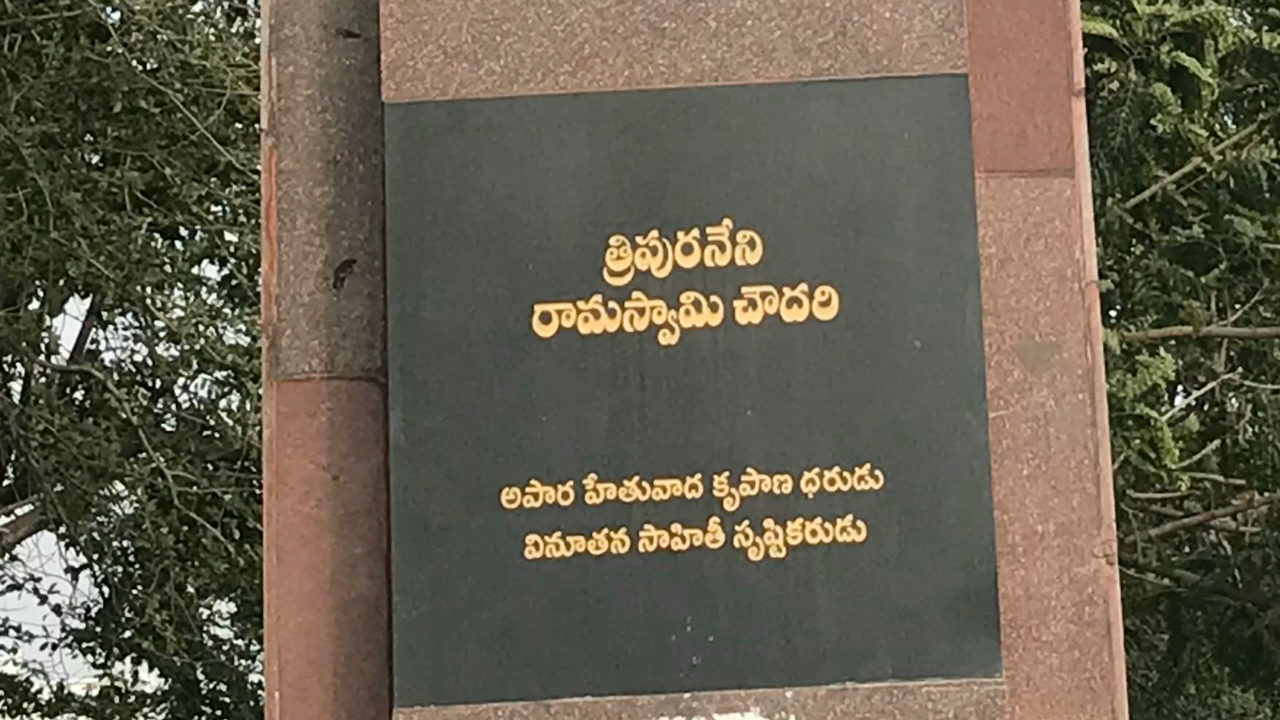 త్రిపురనేని
రామస్వామి చౌదరి
అపార హేతువాద కృపాణ ధరుడు
వినూతన సాహితీ సృష్టికరుడు